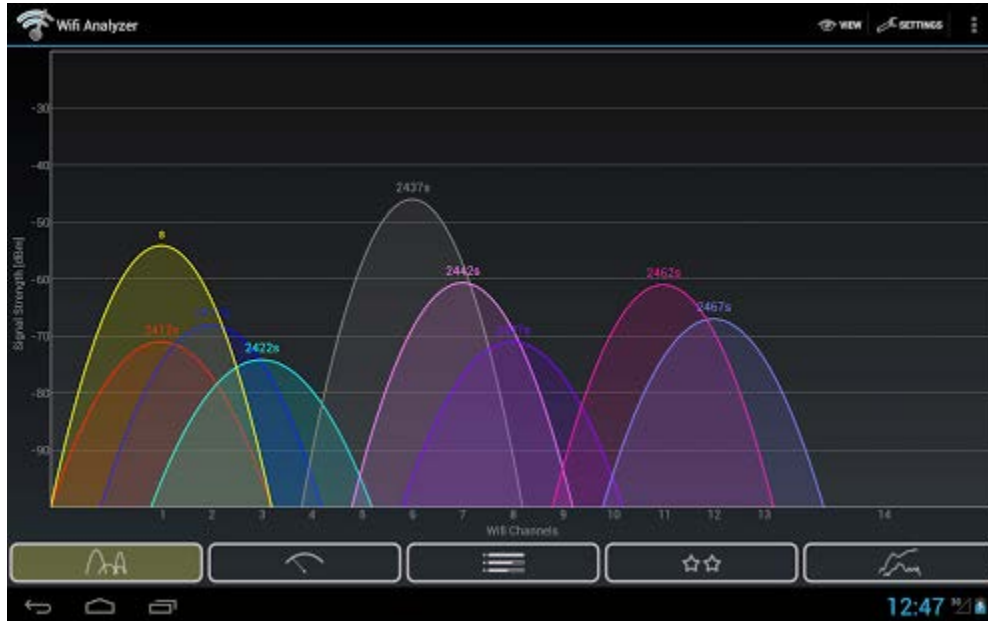 Wifi Analyzer
VIEW
SETTINGS
-30
-40
-50
-60
-70
-80
-90
Signal Strength [dBm]
2437s
s
2442s
2462s
2467s
2412s
2422s
1 2 3 4 5 6 7 8 9 10 11 12 13 14
Wifi Channels
12:47